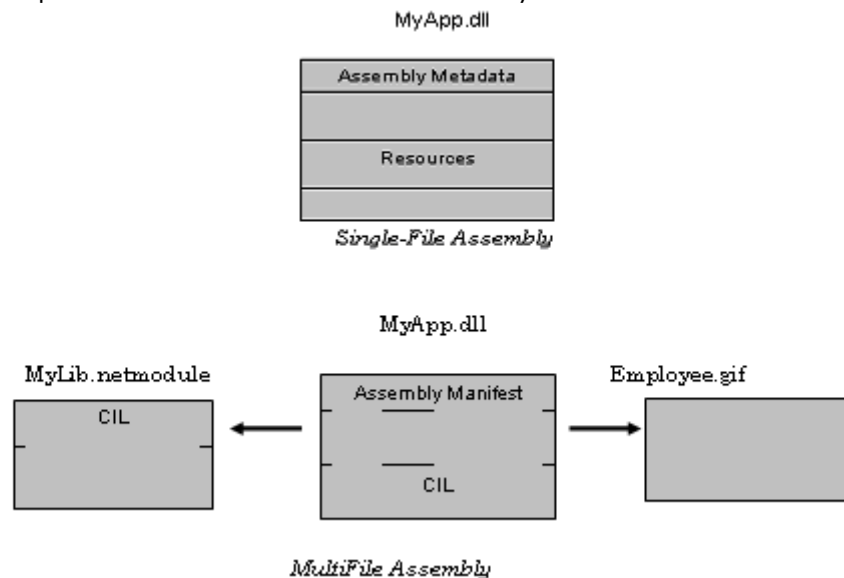 MyApp.dll
Assembly Metadata
Resources
Single-File Assembly
MyApp.dll
MyLib.netmodule
Employee.gif
Assembly Manifest
CIL
CIL
MultiFile Assembly